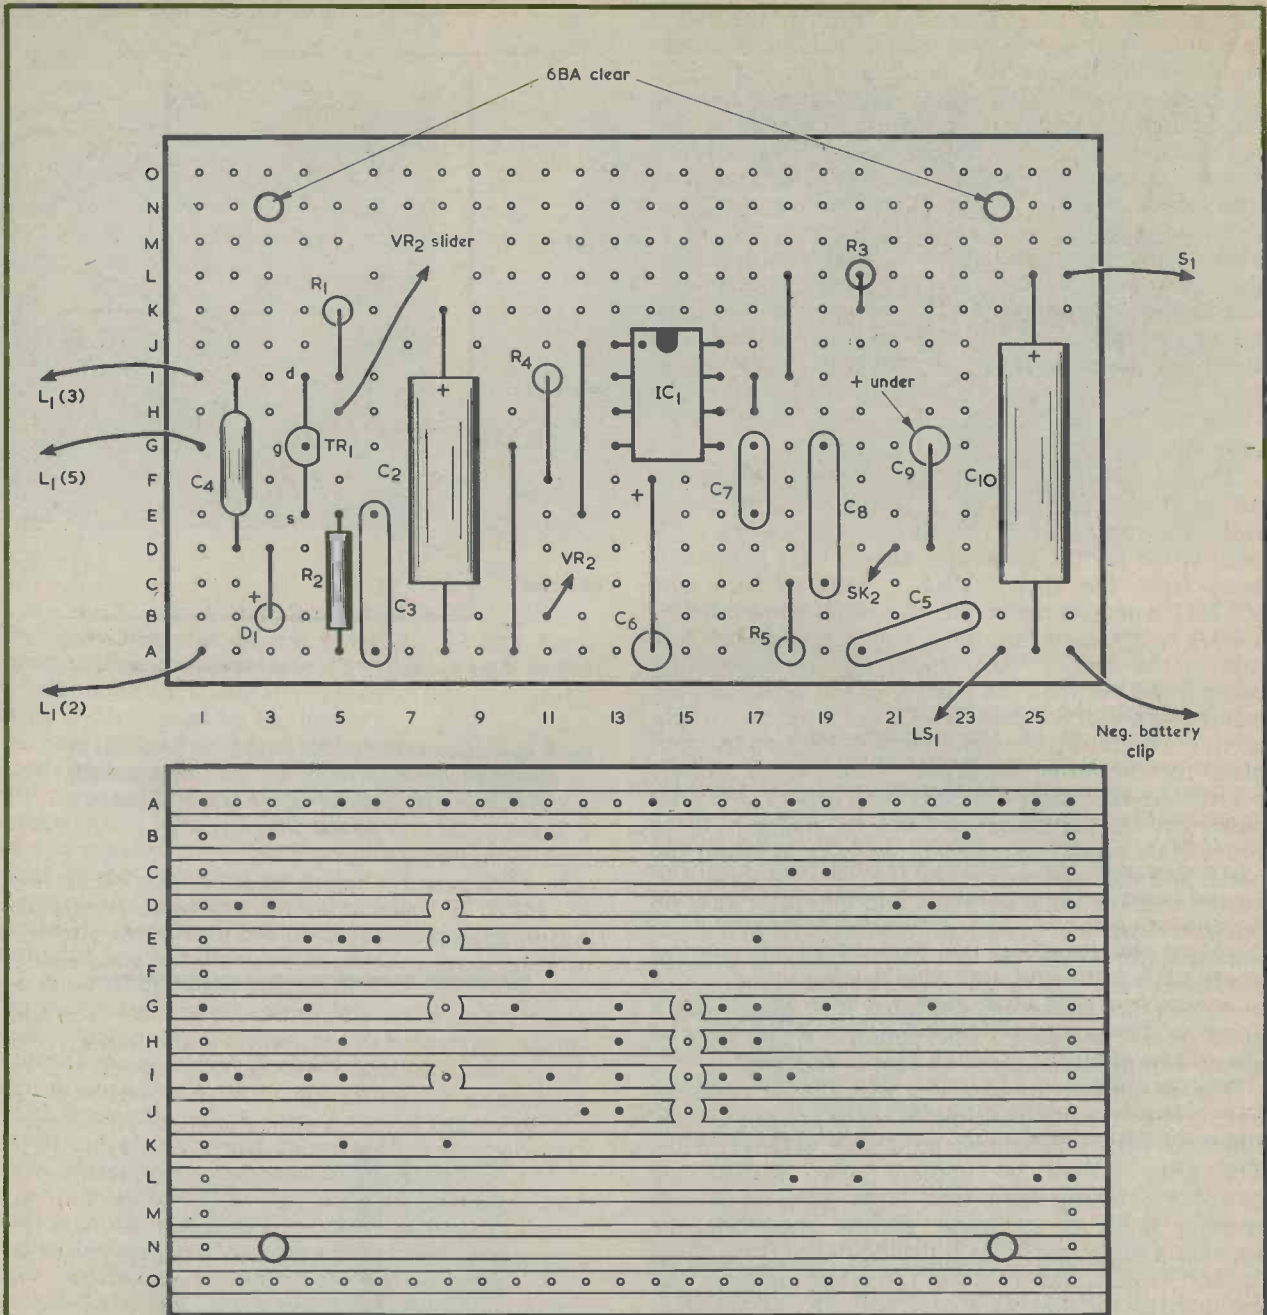 6BA clear
O
N
M
VR2 slider
R3
L
S1
R1
K
J
R4
I
d
IC1
+
+
L1(3)
+ under
H
G
g
TR1
C2
C9
L1(5)
C4
F
+
C7
C10
C8
E
s
D
R2
VR2
C
+
C3
SK2
C5
B
D1
C6
R5
A
L1(2)
1 3 5 7 9 11 13 15 17 19 21 23 25
LS1
Neg. battery
clip
A
B
C
D
E
F
G
H
I
J
K
L
M
N
O